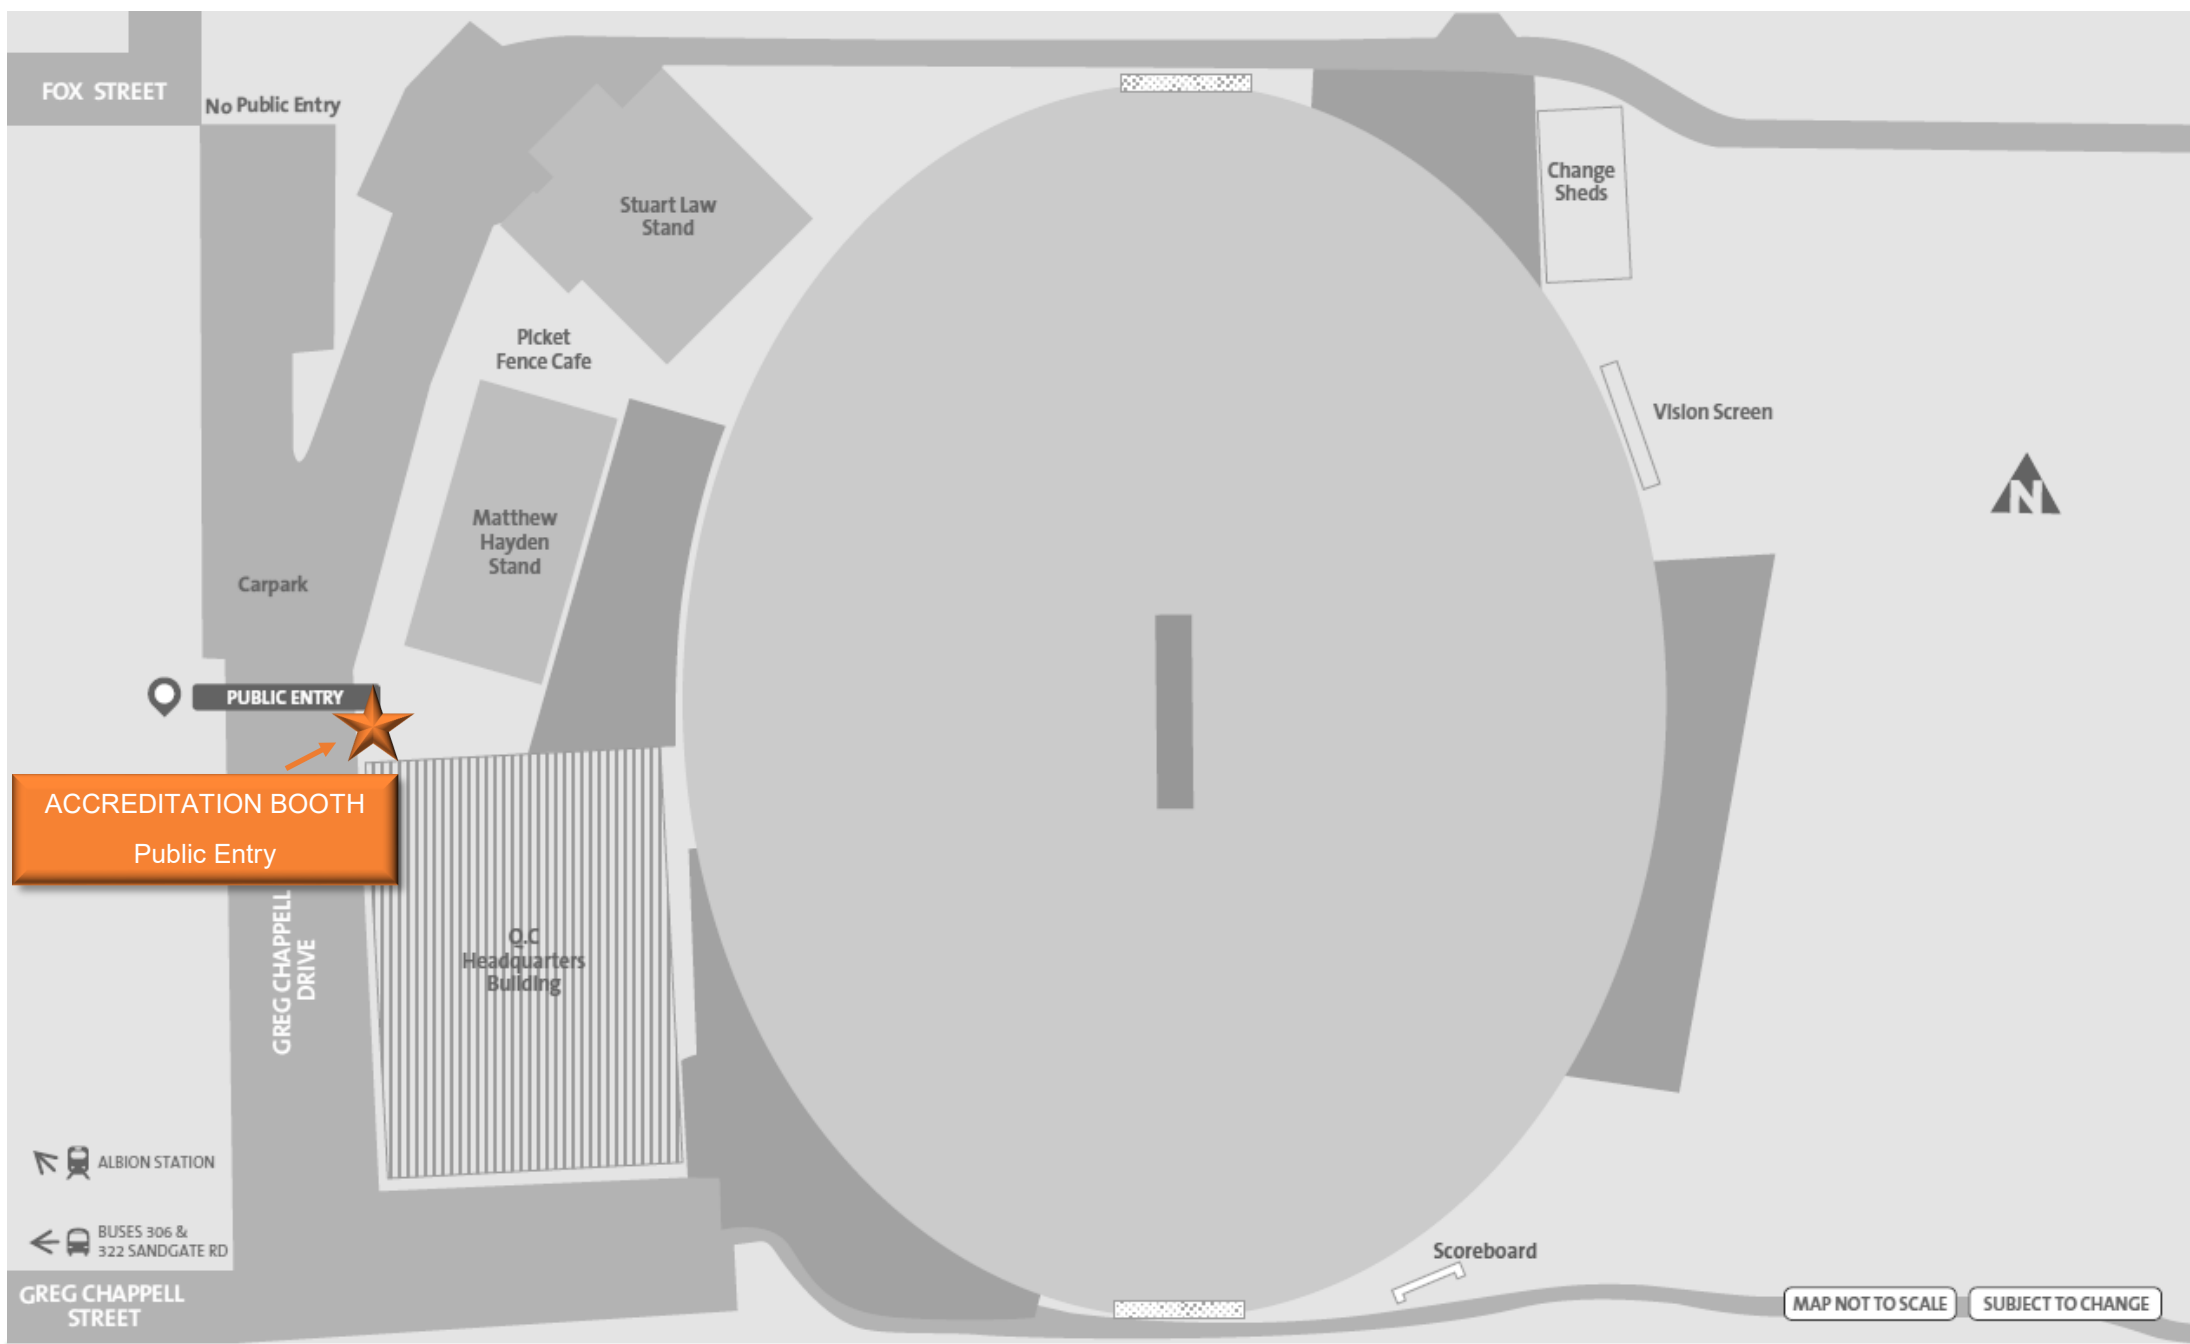 FOX STREET
No Public Entry
Stuart Law
Stand
Change
Sheds
Picket
Fence Cafe
Vision Screen
N
Matthew
Hayden
Stand
Carpark
PUBLIC ENTRY
ACCREDITATION BOOTH
Public Entry
GREG CHAPPELL
DRIVE
Q.C
Headquarters
Building
ALBION STATION
BUSES 306 &
322 SANDGATE RD
GREG CHAPPELL
STREET
Scoreboard
MAP NOT TO SCALE
SUBJECT TO CHANGE